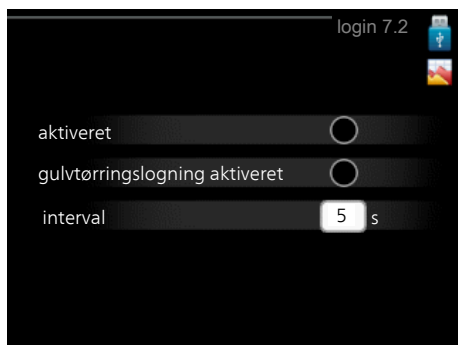 login 7.2
aktiveret
gulvtørringslogning aktiveret
interval 5 s